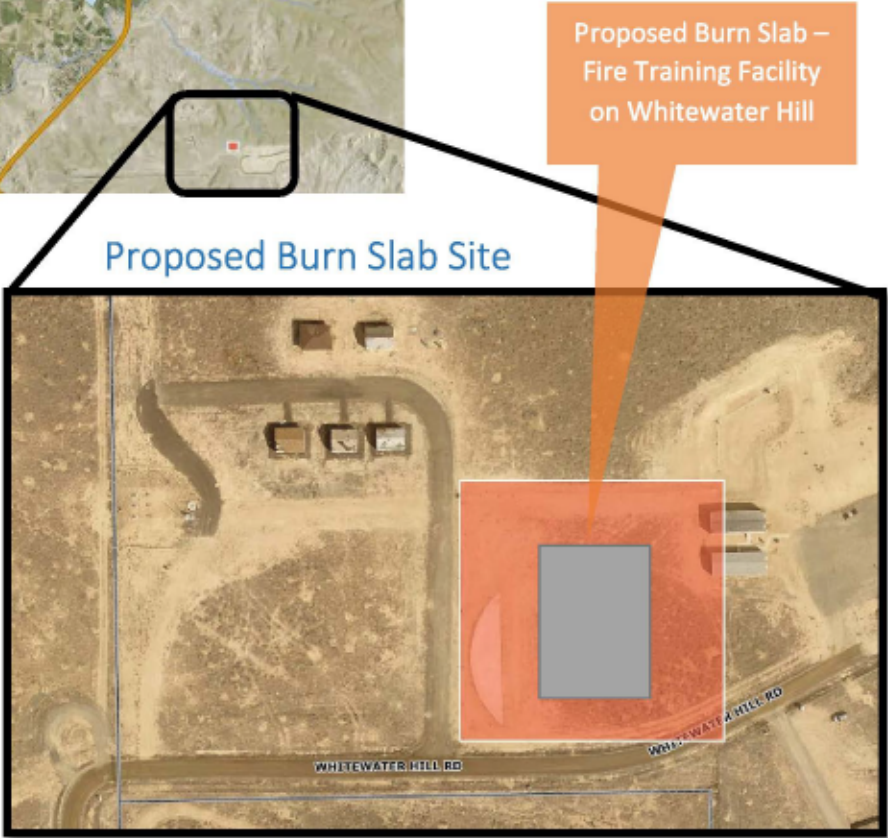 Proposed Burn Slab –
Fire Training Facility
on Whitewater Hill
Proposed Burn Slab Site
WHITEWATER HILL RD
WHITEWATER HILL RD